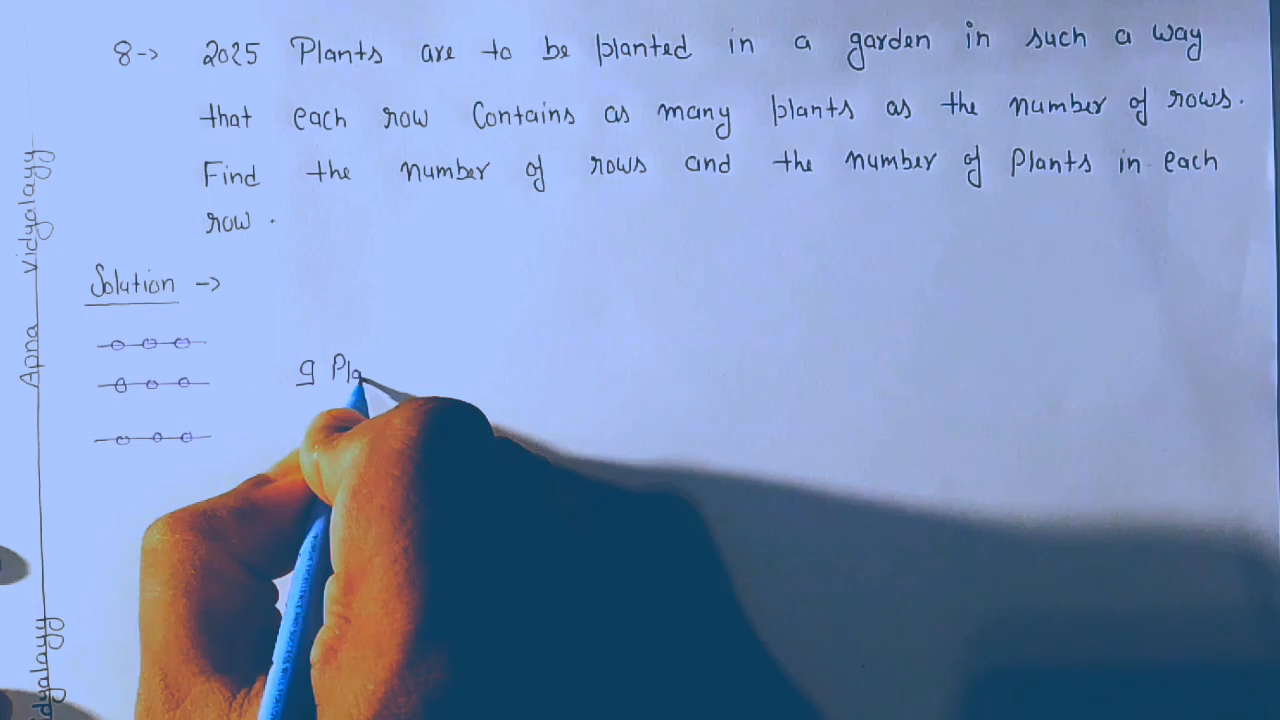 8-> 2025 Plants are to be planted in a garden in such a way
that each row Contains as many plants as the number of rows.
Find the number of rows and the number of Plants in each
row.
Solution ->
9 Pla
Apna Vidyalayy
idyalayy